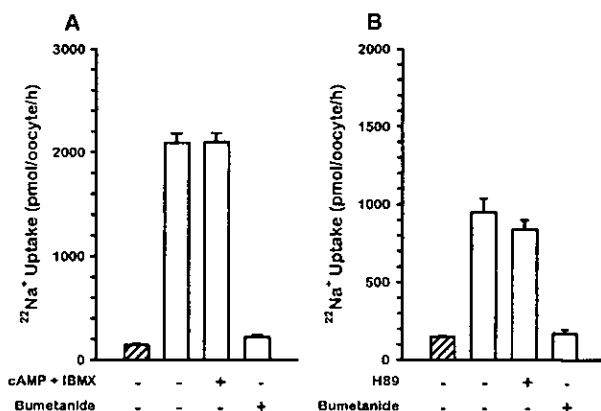 A
3000
2000
1000
0
²²Na⁺ Uptake (pmol/oocyte/h)
cAMP + IBMX - - + -
Bumetanide - - - +
B
2000
1500
1000
500
0
²²Na⁺ Uptake (pmol/oocyte/h)
H89 - - + -
Bumetanide - - - +